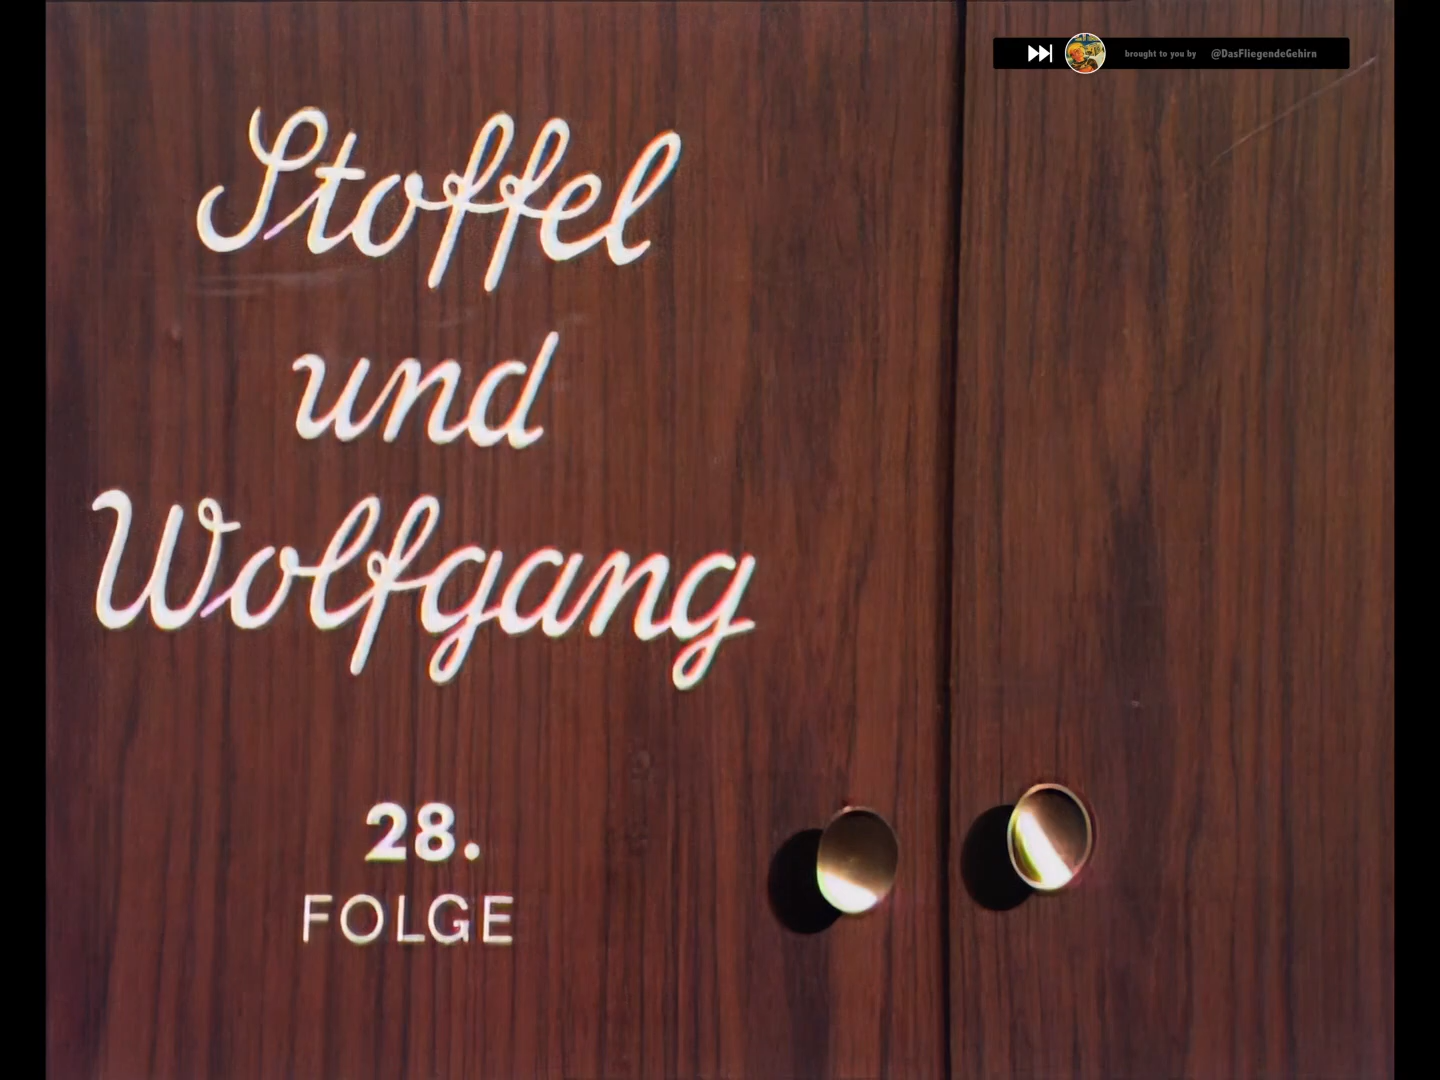 brought to you by @DasFliegendeGehirn
Stoffel
und
Wolfgang
28.
FOLGE